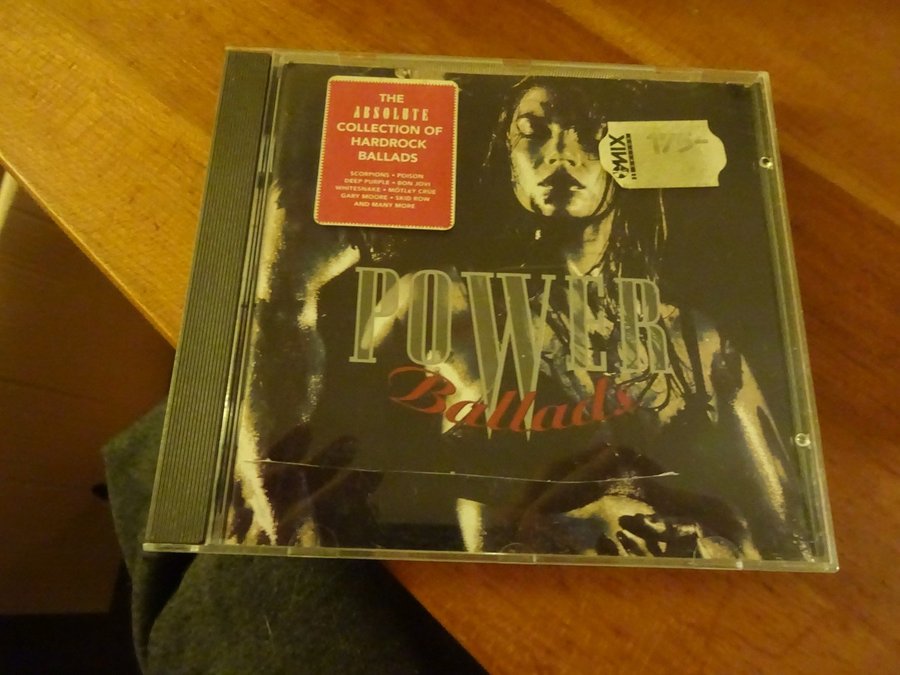 THE
ABSOLUTE
COLLECTION OF
HARDROCK
BALLADS
SCORPIONS • POISON
DEEP PURPLE • BON JOVI
WHITESNAKE • MÖTLEY CRÜE
GARY MOORE • SKID ROW
AND MANY MORE
MIX
175-
POWER
Ballads